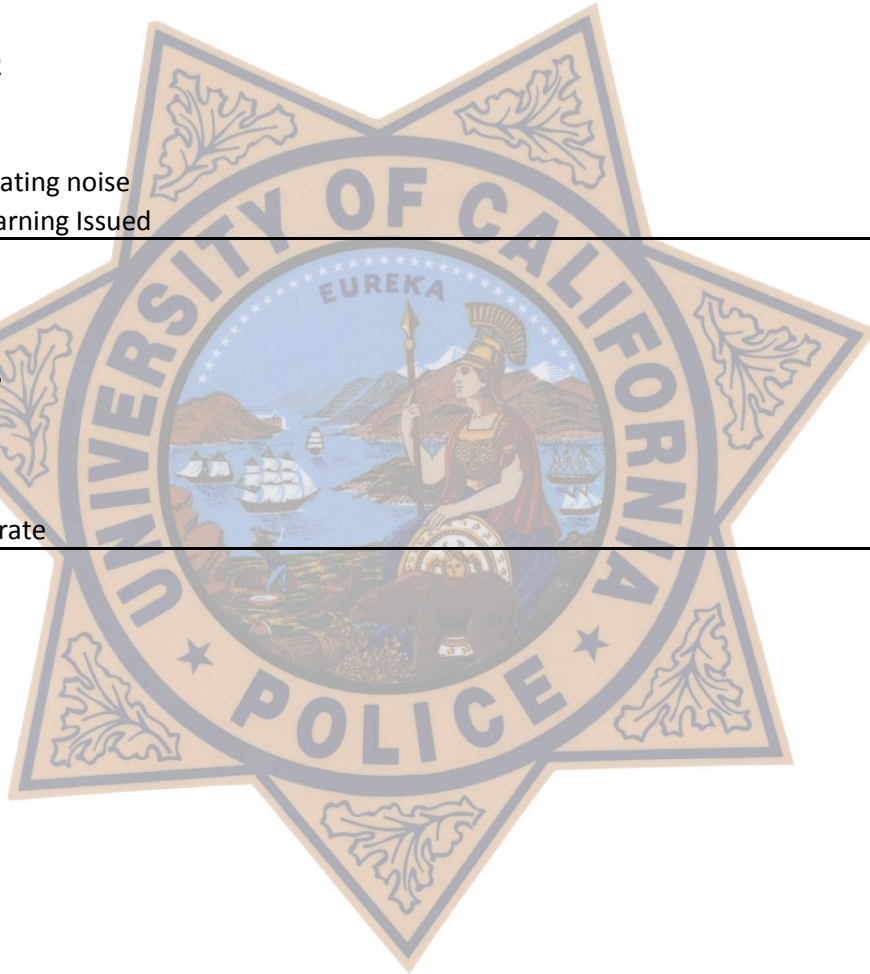 ating noise
arning Issued
UNIVERSITY OF CALIFORNIA
EUREKA
rate
POLICE